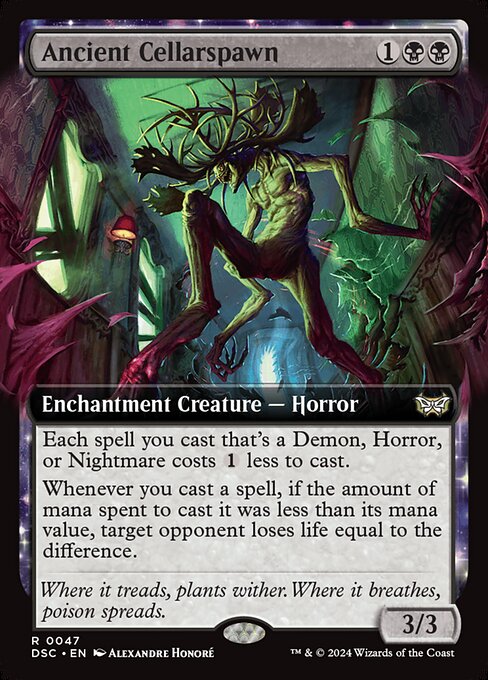 Ancient Cellarspawn 1
Enchantment Creature — Horror
Each spell you cast that's a Demon, Horror,
or Nightmare costs 1 less to cast.
Whenever you cast a spell, if the amount of
mana spent to cast it was less than its mana
value, target opponent loses life equal to the
difference.
Where it treads, plants wither. Where it breathes,
poison spreads.
3/3
R 0047
DSC • EN Alexandre Honoré
™ & © 2024 Wizards of the Coast